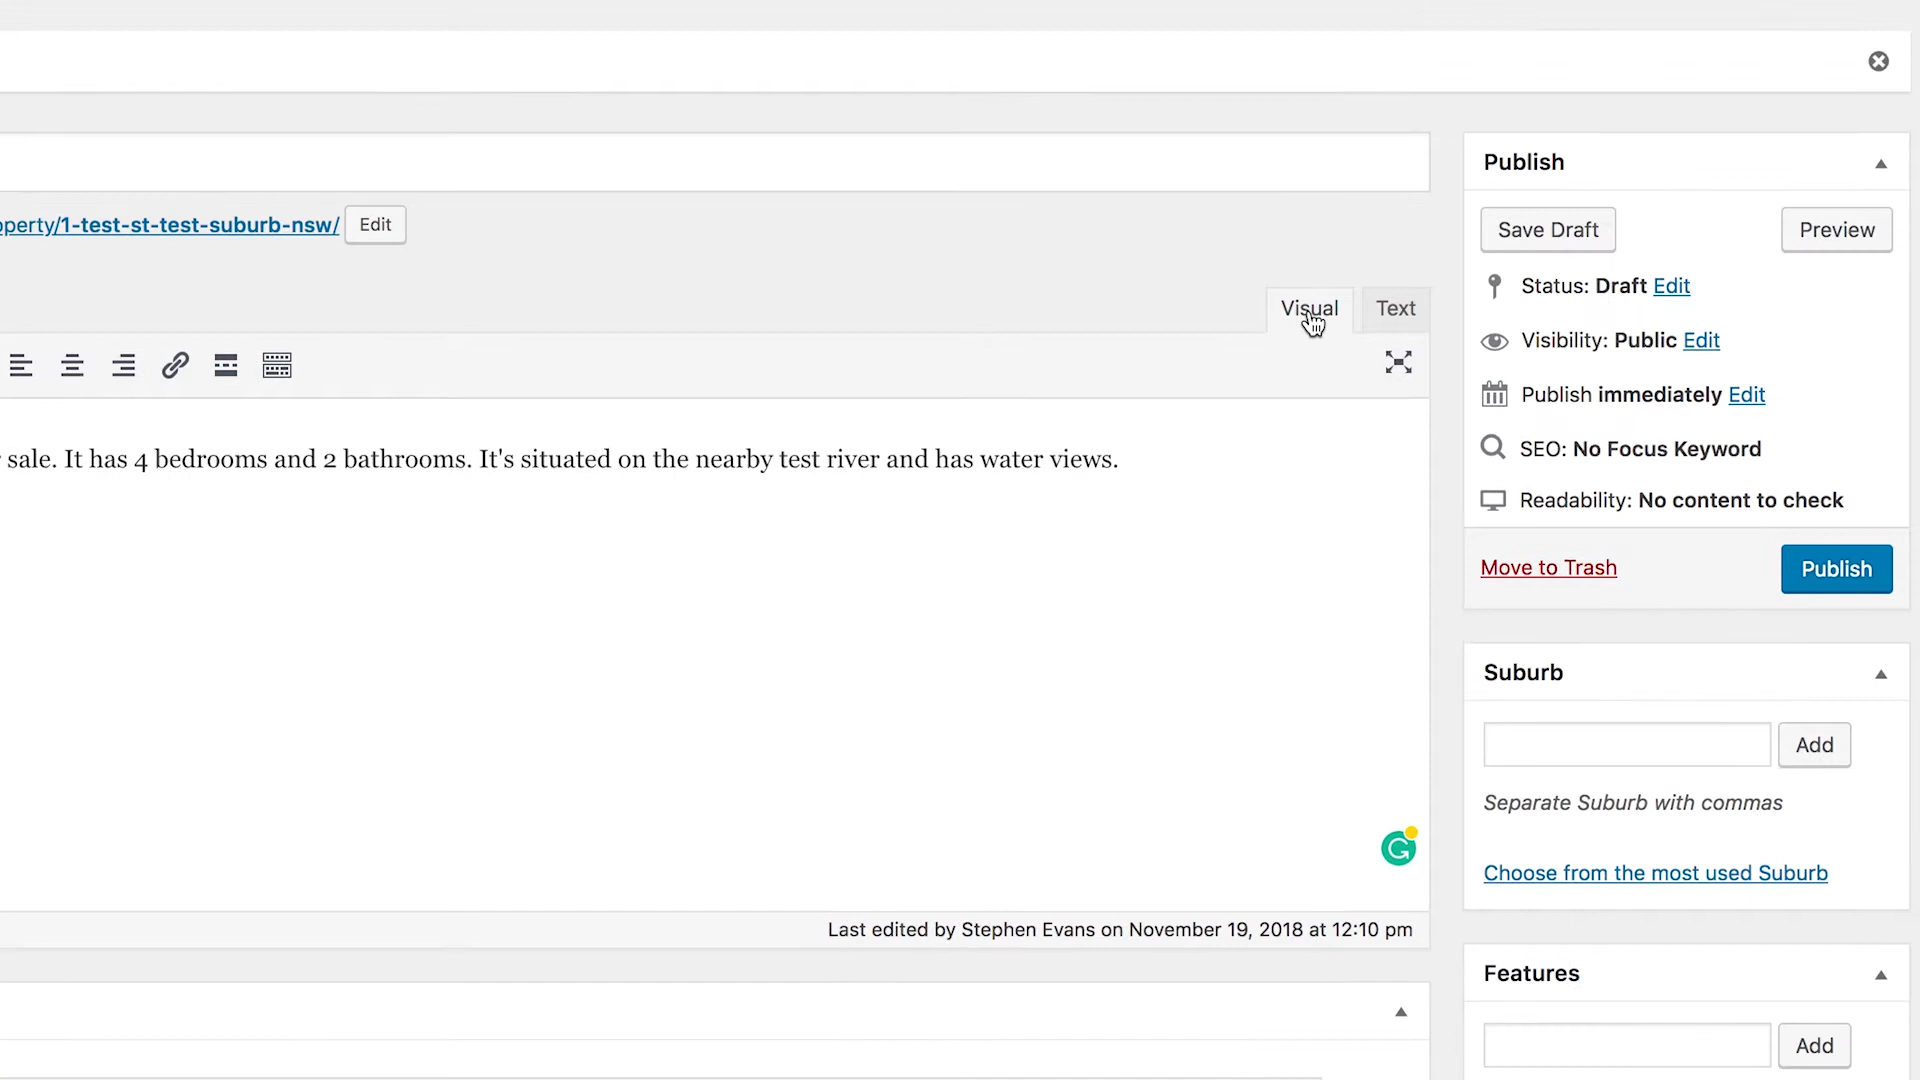 Publish
operty/1-test-st-test-suburb-nsw/ Edit
Save Draft Preview
Status: Draft Edit
Visual Text
Visibility: Public Edit
Publish immediately Edit
sale. It has 4 bedrooms and 2 bathrooms. It's situated on the nearby test river and has water views.
SEO: No Focus Keyword
Readability: No content to check
Move to Trash Publish
Suburb
Add
Separate Suburb with commas
Choose from the most used Suburb
Last edited by Stephen Evans on November 19, 2018 at 12:10 pm
Features
Add